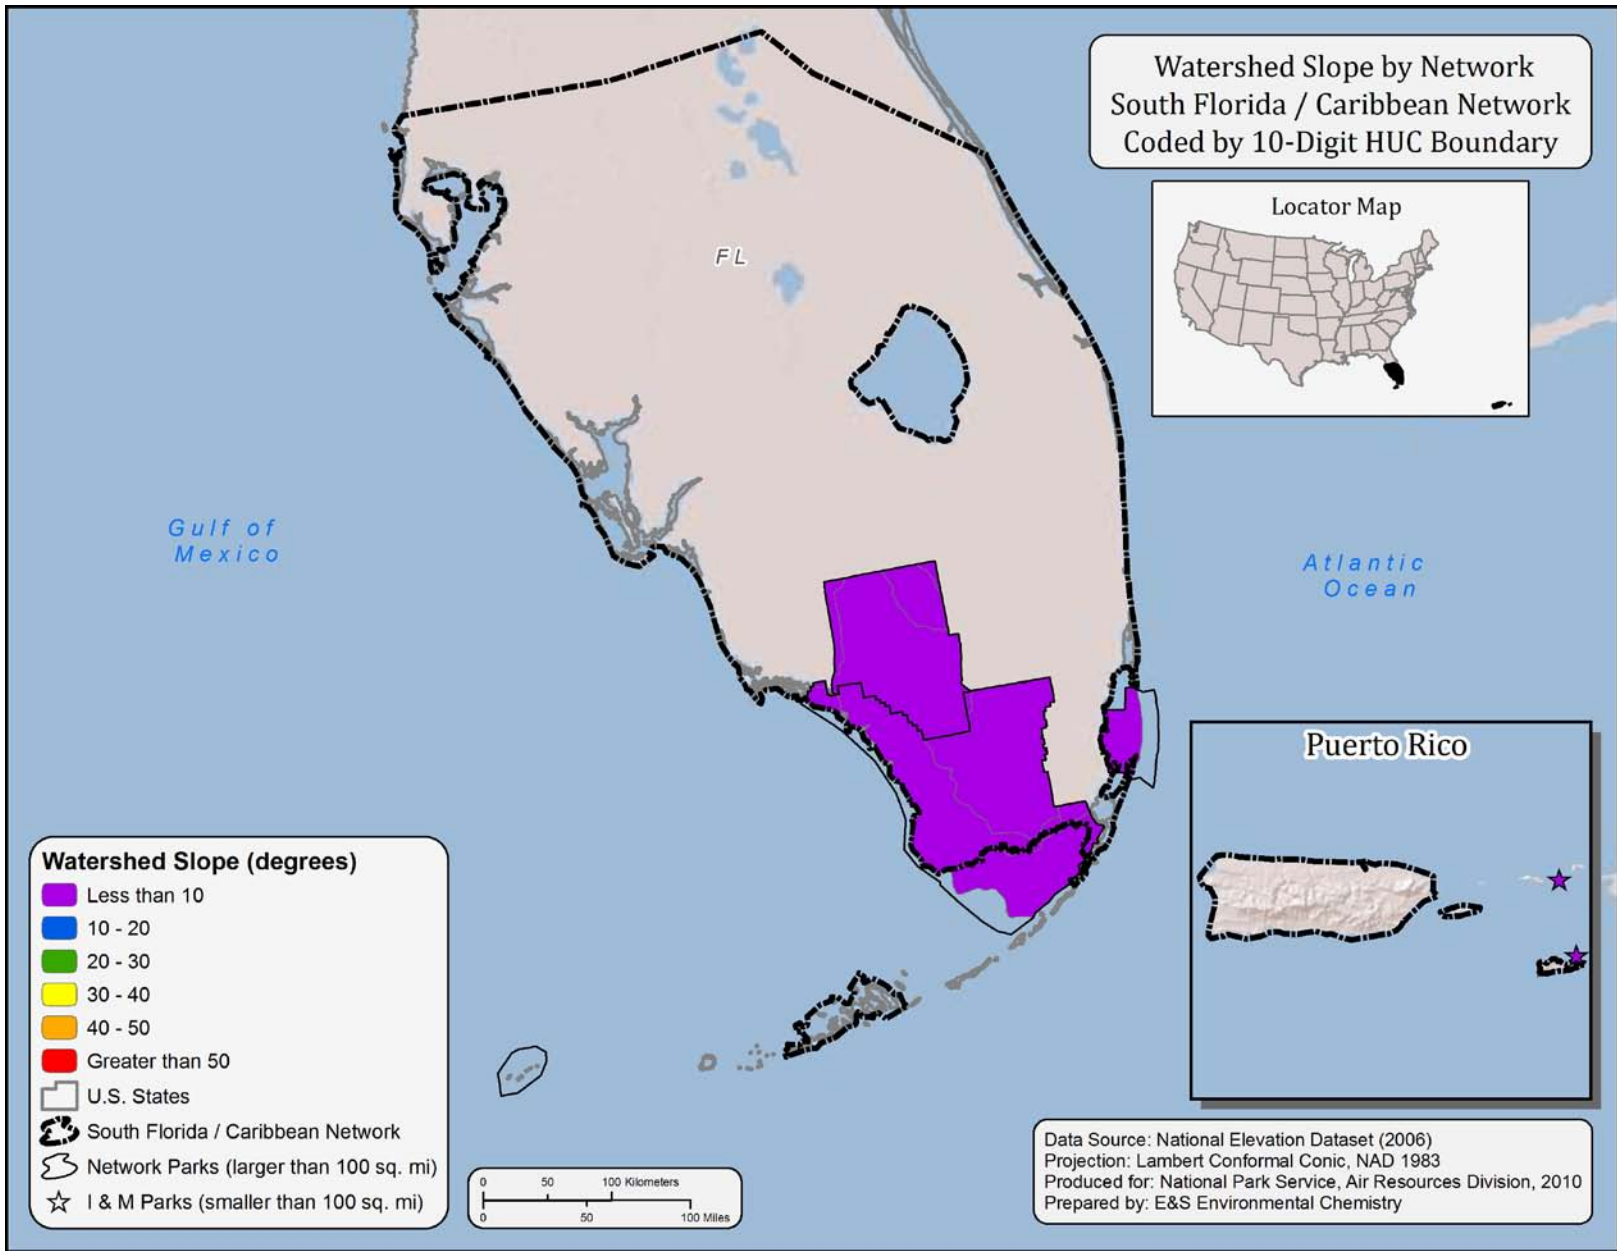 Watershed Slope by Network
South Florida / Caribbean Network
Coded by 10-Digit HUC Boundary
Locator Map
FL
Gulf of
Mexico
Atlantic
Ocean
Puerto Rico
Watershed Slope (degrees)
Less than 10
10 - 20
20 - 30
30 - 40
40 - 50
Greater than 50
U.S. States
South Florida / Caribbean Network
Network Parks (larger than 100 sq. mi)
I & M Parks (smaller than 100 sq. mi)
0 50 100 Kilometers
0 50 100 Miles
Data Source: National Elevation Dataset (2006)
Projection: Lambert Conformal Conic, NAD 1983
Produced for: National Park Service, Air Resources Division, 2010
Prepared by: E&S Environmental Chemistry